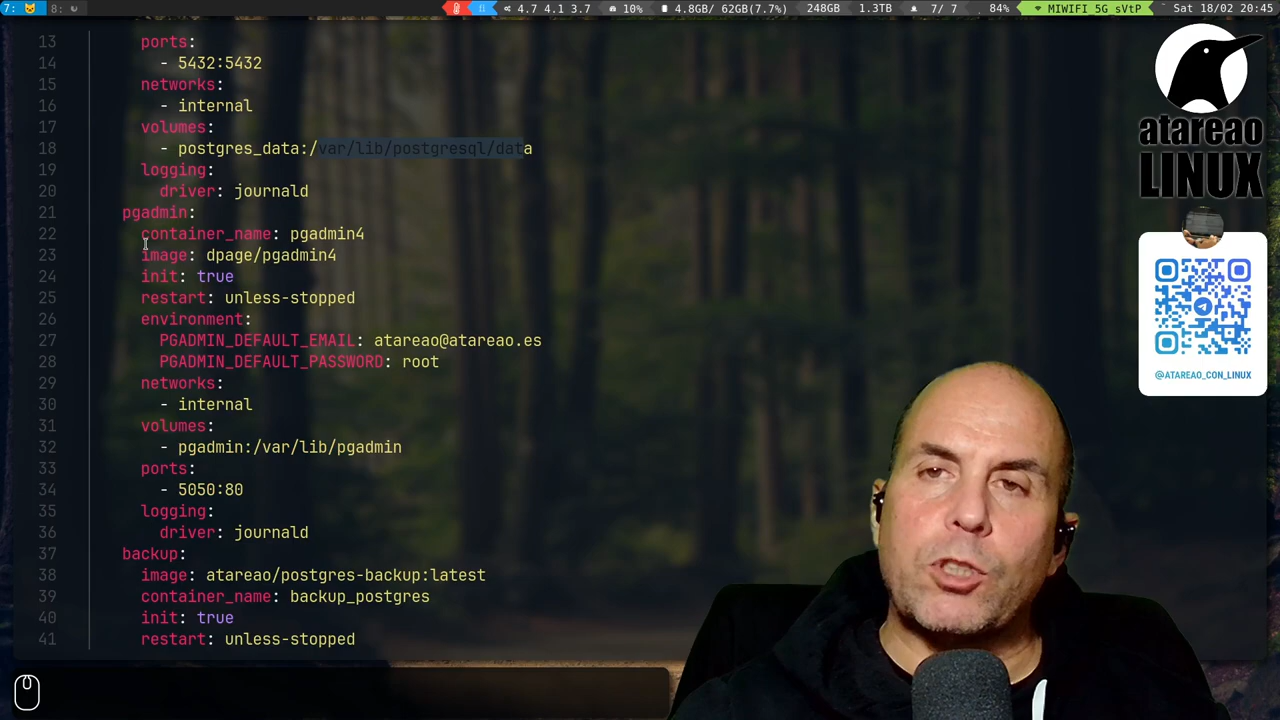 7:
8:
4.7 4.1 3.7
10%
4.8GB/ 62GB(7.7%)
248GB
1.3TB
7/ 7
84%
MIWIFI_5G_sVtP
Sat 18/02 20:45
13 ports:
14 - 5432:5432
15 networks:
16 - internal
17 volumes:
18 - postgres_data:/var/lib/postgresql/data
19 logging:
20 driver: journald
21 pgadmin:
22 container_name: pgadmin4
23 image: dpage/pgadmin4
24 init: true
25 restart: unless-stopped
26 environment:
27 PGADMIN_DEFAULT_EMAIL: atareao@atareao.es
28 PGADMIN_DEFAULT_PASSWORD: root
29 networks:
30 - internal
31 volumes:
32 - pgadmin:/var/lib/pgadmin
33 ports:
34 - 5050:80
35 logging:
36 driver: journald
37 backup:
38 image: atareao/postgres-backup:latest
39 container_name: backup_postgres
40 init: true
41 restart: unless-stopped
atareao
LINUX
@ATAREAO_CON_LINUX